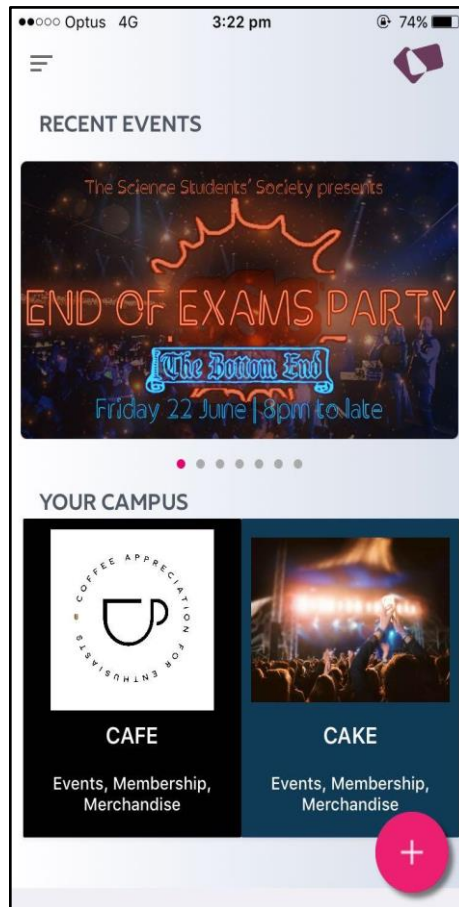 Optus 4G 3:22 pm 74%
RECENT EVENTS
The Science Students' Society presents
END OF EXAMS PARTY
The Bottom End
Friday 22 June | 8pm to late
YOUR CAMPUS
COFFEE APPRECIATION FOR ENTHUSIASTS
CAFE
Events, Membership,
Merchandise
CAKE
Events, Membership,
Merchandise
+